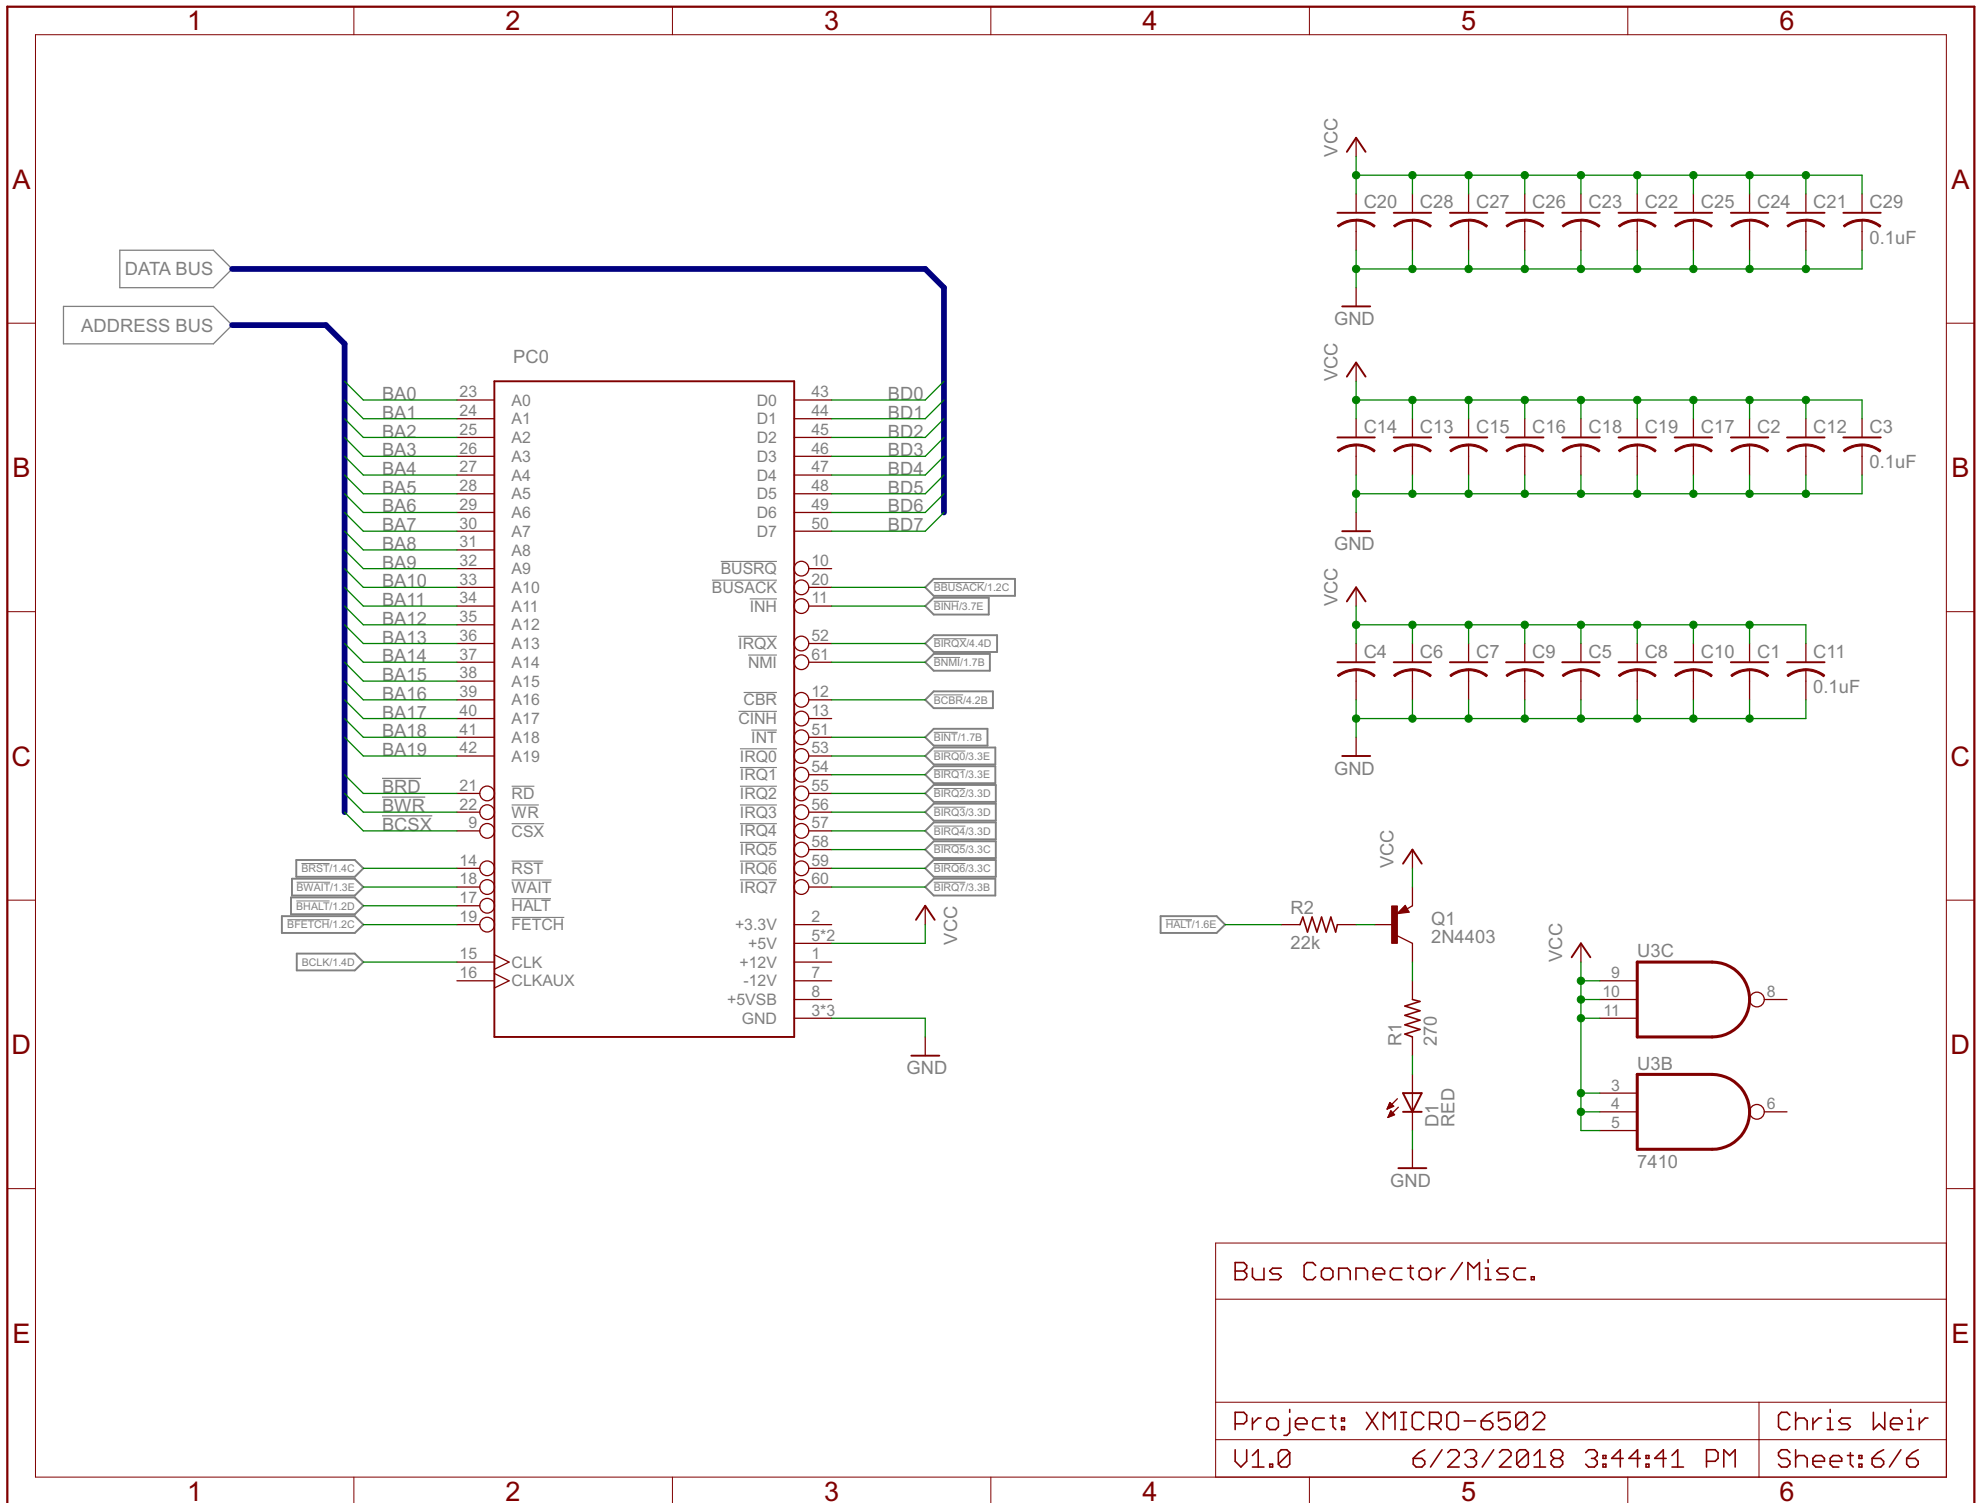 1 2 3 4 5 6
A A
B B
C C
D D
E E
DATA BUS
ADDRESS BUS
PC0
BA0 23 A0
BA1 24 A1
BA2 25 A2
BA3 26 A3
BA4 27 A4
BA5 28 A5
BA6 29 A6
BA7 30 A7
BA8 31 A8
BA9 32 A9
BA10 33 A10
BA11 34 A11
BA12 35 A12
BA13 36 A13
BA14 37 A14
BA15 38 A15
BA16 39 A16
BA17 40 A17
BA18 41 A18
BA19 42 A19
BRD 21 RD
BWR 22 WR
BCSX 9 CSX
BRST/1.4C 14 RST
BWAIT/1.3E 18 WAIT
BHALT/1.2D 17 HALT
BFETCH/1.2C 19 FETCH
BCLK/1.4D 15 CLK
16 CLKAUX
D0 43 BD0
D1 44 BD1
D2 45 BD2
D3 46 BD3
D4 47 BD4
D5 48 BD5
D6 49 BD6
D7 50 BD7
BUSRQ 10
BUSACK 20 BBUSACK/1.2C
INH 11 BINH/3.7E
IRQX 52 BIRQX/4.4D
NMI 61 BNMI/1.7B
CBR 12 BCBR/4.2B
CINH 13
INT 51 BINT/1.7B
IRQ0 53 BIRQ0/3.3E
IRQ1 54 BIRQ1/3.3E
IRQ2 55 BIRQ2/3.3D
IRQ3 56 BIRQ3/3.3D
IRQ4 57 BIRQ4/3.3D
IRQ5 58 BIRQ5/3.3C
IRQ6 59 BIRQ6/3.3C
IRQ7 60 BIRQ7/3.3B
+3.3V 2
+5V 5*2 VCC
+12V 1
-12V 7
+5VSB 8
GND 3*3
GND
VCC
C20 C28 C27 C26 C23 C22 C25 C24 C21 C29
0.1uF
GND
VCC
C14 C13 C15 C16 C18 C19 C17 C2 C12 C3
0.1uF
GND
VCC
C4 C6 C7 C9 C5 C8 C10 C1 C11
0.1uF
GND
VCC
HALT/1.6E
R2
22k
Q1
2N4403
R1
270
D1
RED
GND
VCC
U3C
9
10
11
8
U3B
3
4
5
6
7410
Bus Connector/Misc.
Project: XMICRO-6502 Chris Weir
V1.0 6/23/2018 3:44:41 PM Sheet:6/6
1 2 3 4 5 6